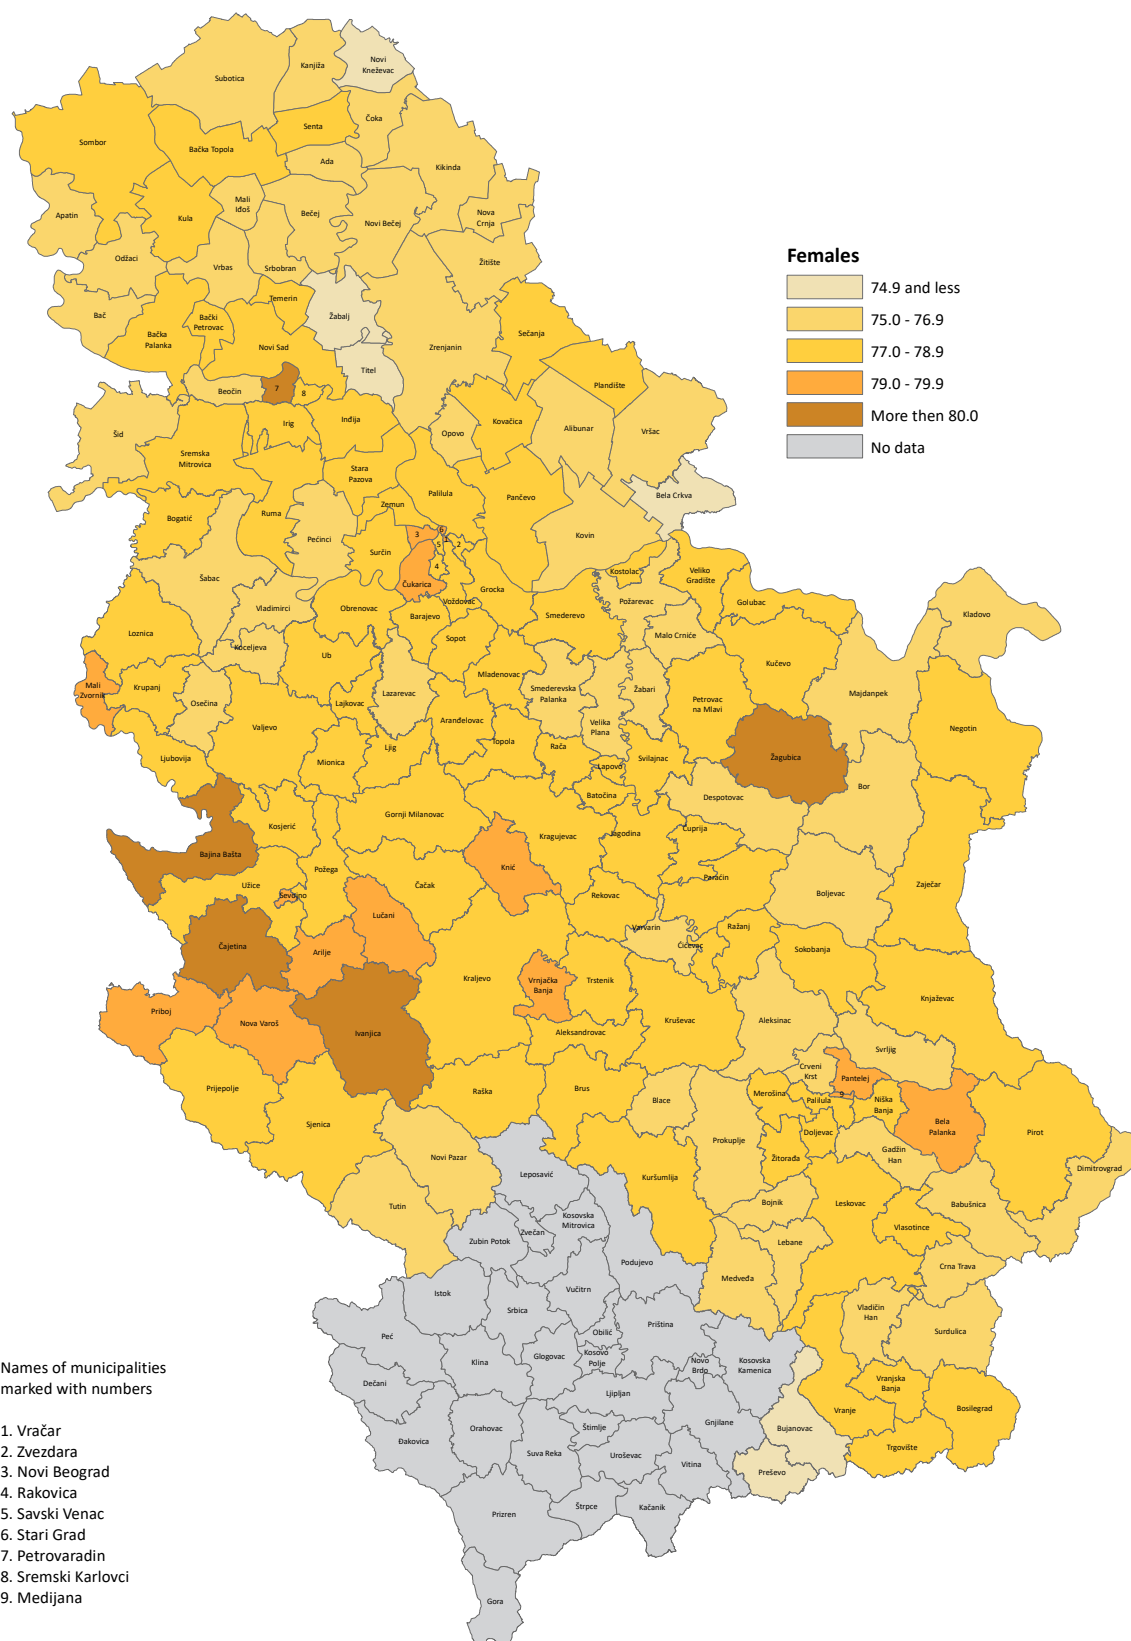 Novi
Kneževac
Subotica
Kanjiža
Čoka
Senta
Sombor
Bačka Topola
Ada
Kikinda
Mali
Iđoš
Apatin
Kula
Bečej
Novi Bečej
Nova
Crnja
Odžaci
Vrbas
Srbobran
Žitište
Females
74.9 and less
75.0 - 76.9
77.0 - 78.9
79.0 - 79.9
More then 80.0
No data
Temerin
Bač
Bačka
Palanka
Bački
Petrovac
Žabalj
Sečanja
Novi Sad
Zrenjanin
Titel
Plandište
Beočin
7
8
Šid
Irig
Inđija
Opovo
Kovačica
Alibunar
Vršac
Sremska
Mitrovica
Stara
Pazova
Palilula
Pančevo
Bela Crkva
Zemun
Bogatić
Ruma
Pećinci
Surčin
3
6
1
5
2
4
Kovin
Čukarica
Kostolac
Veliko
Gradište
Šabac
Grocka
Voždovac
Požarevac
Golubac
Vladimirci
Obrenovac
Barajevo
Smederevo
Kladovo
Loznica
Koceljeva
Sopot
Malo Crniće
Ub
Kučevo
Mladenovac
Mali
Zvornik
Krupanj
Osečina
Lazarevac
Smederevska
Palanka
Žabari
Majdanpek
Lajkovac
Petrovac
na Mlavi
Aranđelovac
Velika
Plana
Valjevo
Negotin
Ljubovija
Mionica
Ljig
Topola
Rača
Lapovo
Svilajnac
Žagubica
Bor
Batočina
Despotovac
Kosjerić
Gornji Milanovac
Kragujevac
Jagodina
Ćuprija
Bajina Bašta
Požega
Knić
Čačak
Užice
Sevojno
Rekovac
Paraćin
Boljevac
Zaječar
Lučani
Varvarin
Ćićevac
Ražanj
Čajetina
Arilje
Sokobanja
Kraljevo
Vrnjačka
Banja
Trstenik
Knjaževac
Priboj
Nova Varoš
Ivanjica
Kruševac
Aleksinac
Aleksandrovac
Svrljig
Crveni
Krst
Pantelej
Prijepolje
Raška
Brus
Blace
Merošina
Palilula
9
Niška
Banja
Sjenica
Bela
Palanka
Pirot
Prokuplje
Doljevac
Gadžin
Han
Novi Pazar
Žitorađa
Dimitrovgrad
Leposavić
Kuršumlija
Tutin
Bojnik
Leskovac
Babušnica
Kosovska
Mitrovica
Zvečan
Zubin Potok
Vlasotince
Lebane
Podujevo
Crna Trava
Medveđa
Istok
Vučitrn
Srbica
Vladičin
Han
Peć
Priština
Obilić
Surdulica
Klina
Glogovac
Kosovo
Polje
Novo
Brdo
Kosovska
Kamenica
Dečani
Vranjska
Banja
Ljipljan
Vranje
Bosilegrad
Đakovica
Orahovac
Štimlje
Gnjilane
Bujanovac
Suva Reka
Uroševac
Trgovište
Vitina
Preševo
Prizren
Štrpce
Kačanik
Gora
Names of municipalities
marked with numbers
1. Vračar
2. Zvezdara
3. Novi Beograd
4. Rakovica
5. Savski Venac
6. Stari Grad
7. Petrovaradin
8. Sremski Karlovci
9. Medijana